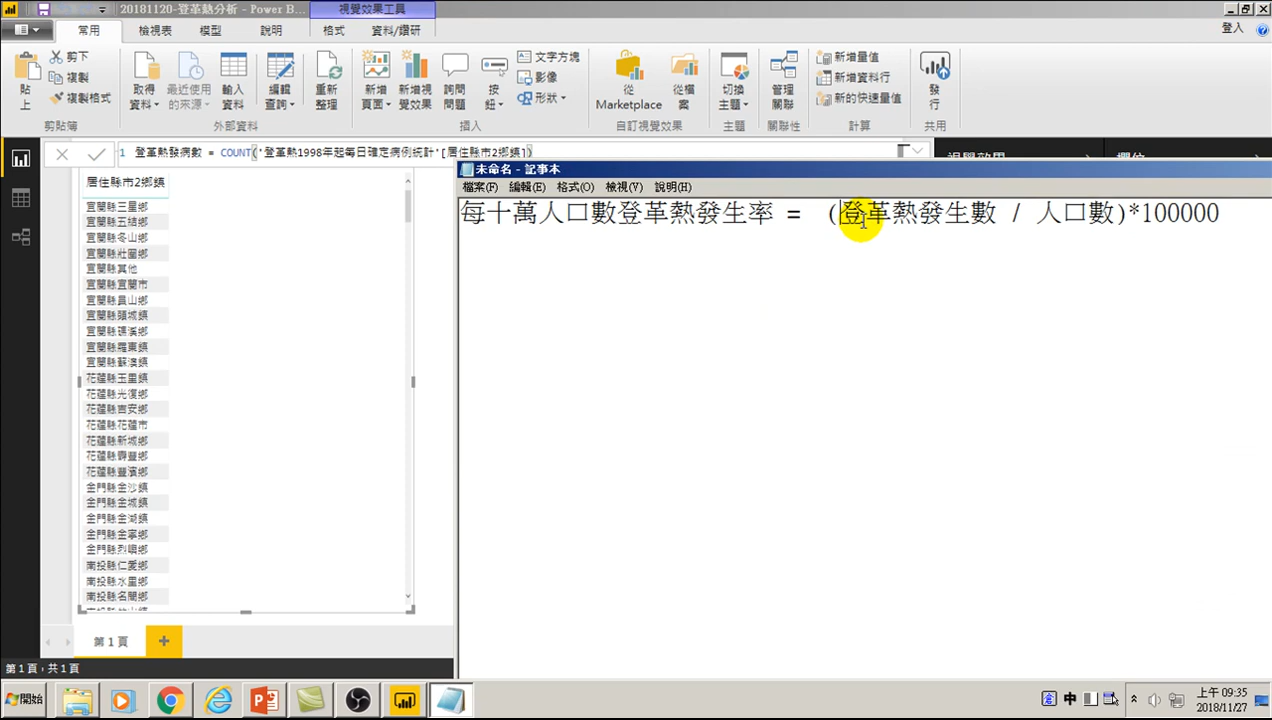 20181120-登革熱分析 - Power B...
視覺效果工具
常用
檢視表
模型
說明
格式
資料/鑽研
登入
貼上
剪下
複製
複製格式
取得資料
最近使用的來源
輸入資料
編輯查詢
重新整理
新增頁面
新增視覺效果
詢問問題
按鈕
文字方塊
影像
形狀
從 Marketplace
從檔案
切換主題
管理關聯
新增量值
新增資料行
新的快速量值
發行
剪貼簿
外部資料
插入
自訂視覺效果
主題
關聯性
計算
共用
1 登革熱發病數 = COUNT('登革熱1998年起每日確定病例統計'[居住縣市2鄉鎮])
未命名 - 記事本
檔案(F) 編輯(E) 格式(O) 檢視(V) 說明(H)
每十萬人口數登革熱發生率 = (登革熱發生數 / 人口數)*100000
居住縣市2鄉鎮
宜蘭縣三星鄉
宜蘭縣五結鄉
宜蘭縣冬山鄉
宜蘭縣壯圍鄉
宜蘭縣其他
宜蘭縣宜蘭市
宜蘭縣員山鄉
宜蘭縣頭城鎮
宜蘭縣礁溪鄉
宜蘭縣羅東鎮
宜蘭縣蘇澳鎮
花蓮縣玉里鎮
花蓮縣光復鄉
花蓮縣吉安鄉
花蓮縣花蓮市
花蓮縣新城鄉
花蓮縣壽豐鄉
花蓮縣豐濱鄉
金門縣金沙鎮
金門縣金城鎮
金門縣金湖鎮
金門縣金寧鄉
金門縣烈嶼鄉
南投縣仁愛鄉
南投縣水里鄉
南投縣名間鄉
第 1 頁
第 1 頁，共 1 頁
開始
中
上午 09:35
2018/11/27